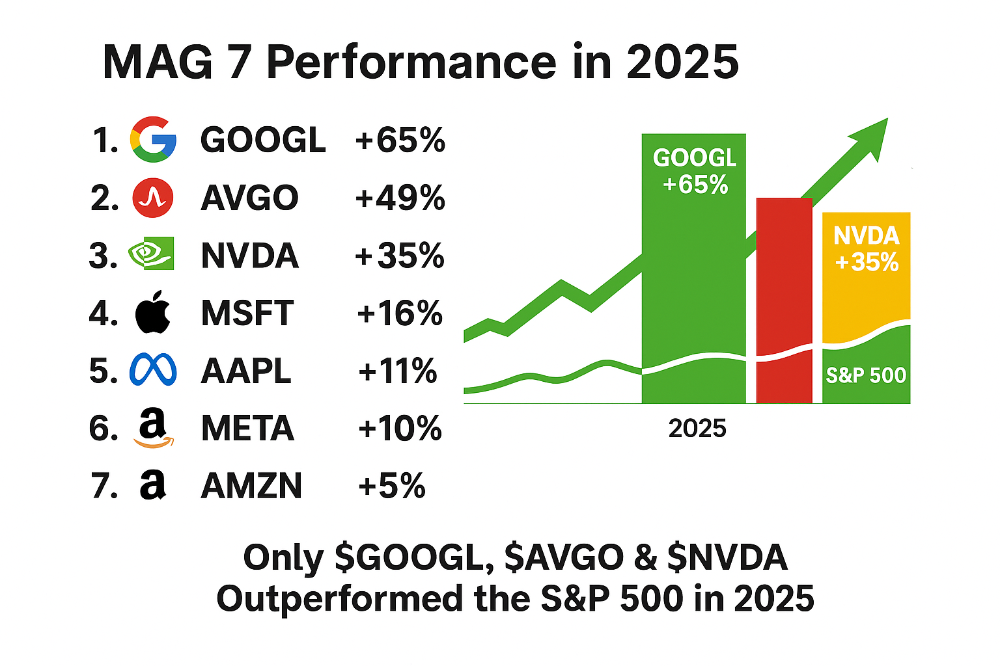 MAG 7 Performance in 2025
1. GOOGL +65%
2. AVGO +49%
3. NVDA +35%
4. MSFT +16%
5. AAPL +11%
6. a META +10%
7. a AMZN +5%
GOOGL
+65%
NVDA
+35%
S&P 500
2025
Only $GOOGL, $AVGO & $NVDA
Outperformed the S&P 500 in 2025